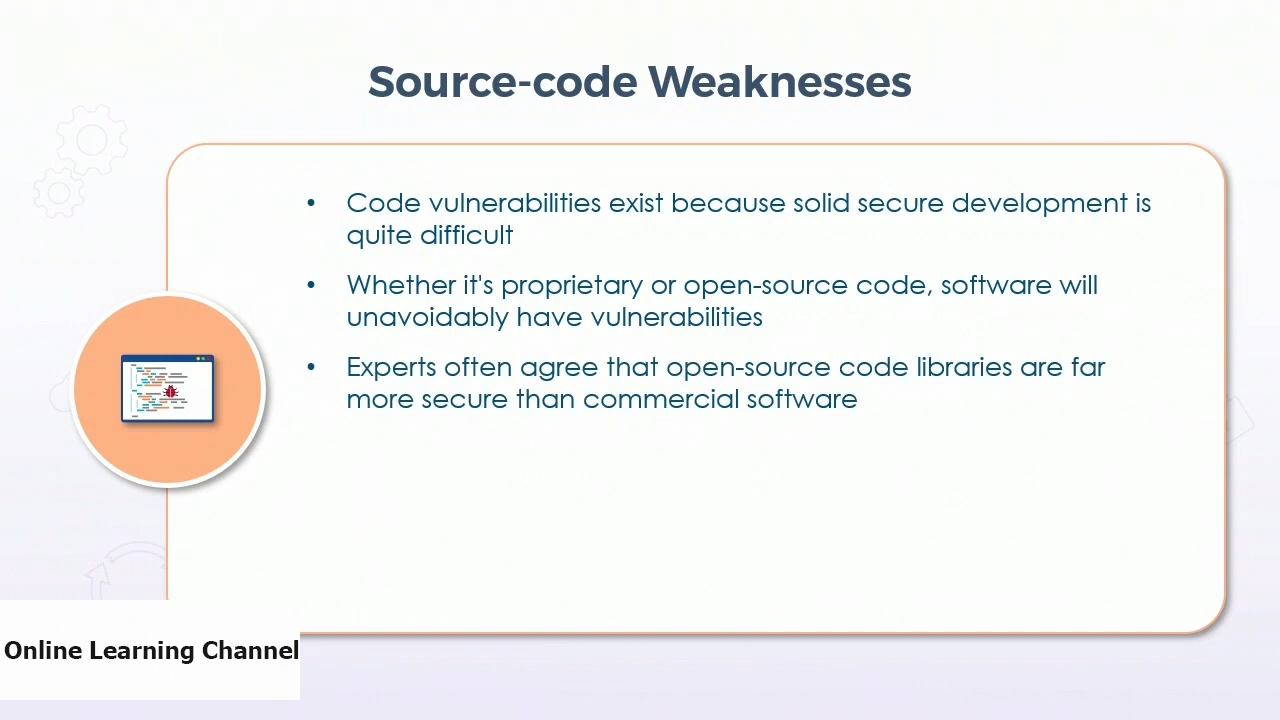 Source-code Weaknesses
• Code vulnerabilities exist because solid secure development is
quite difficult
• Whether it's proprietary or open-source code, software will
unavoidably have vulnerabilities
• Experts often agree that open-source code libraries are far
more secure than commercial software
Online Learning Channel